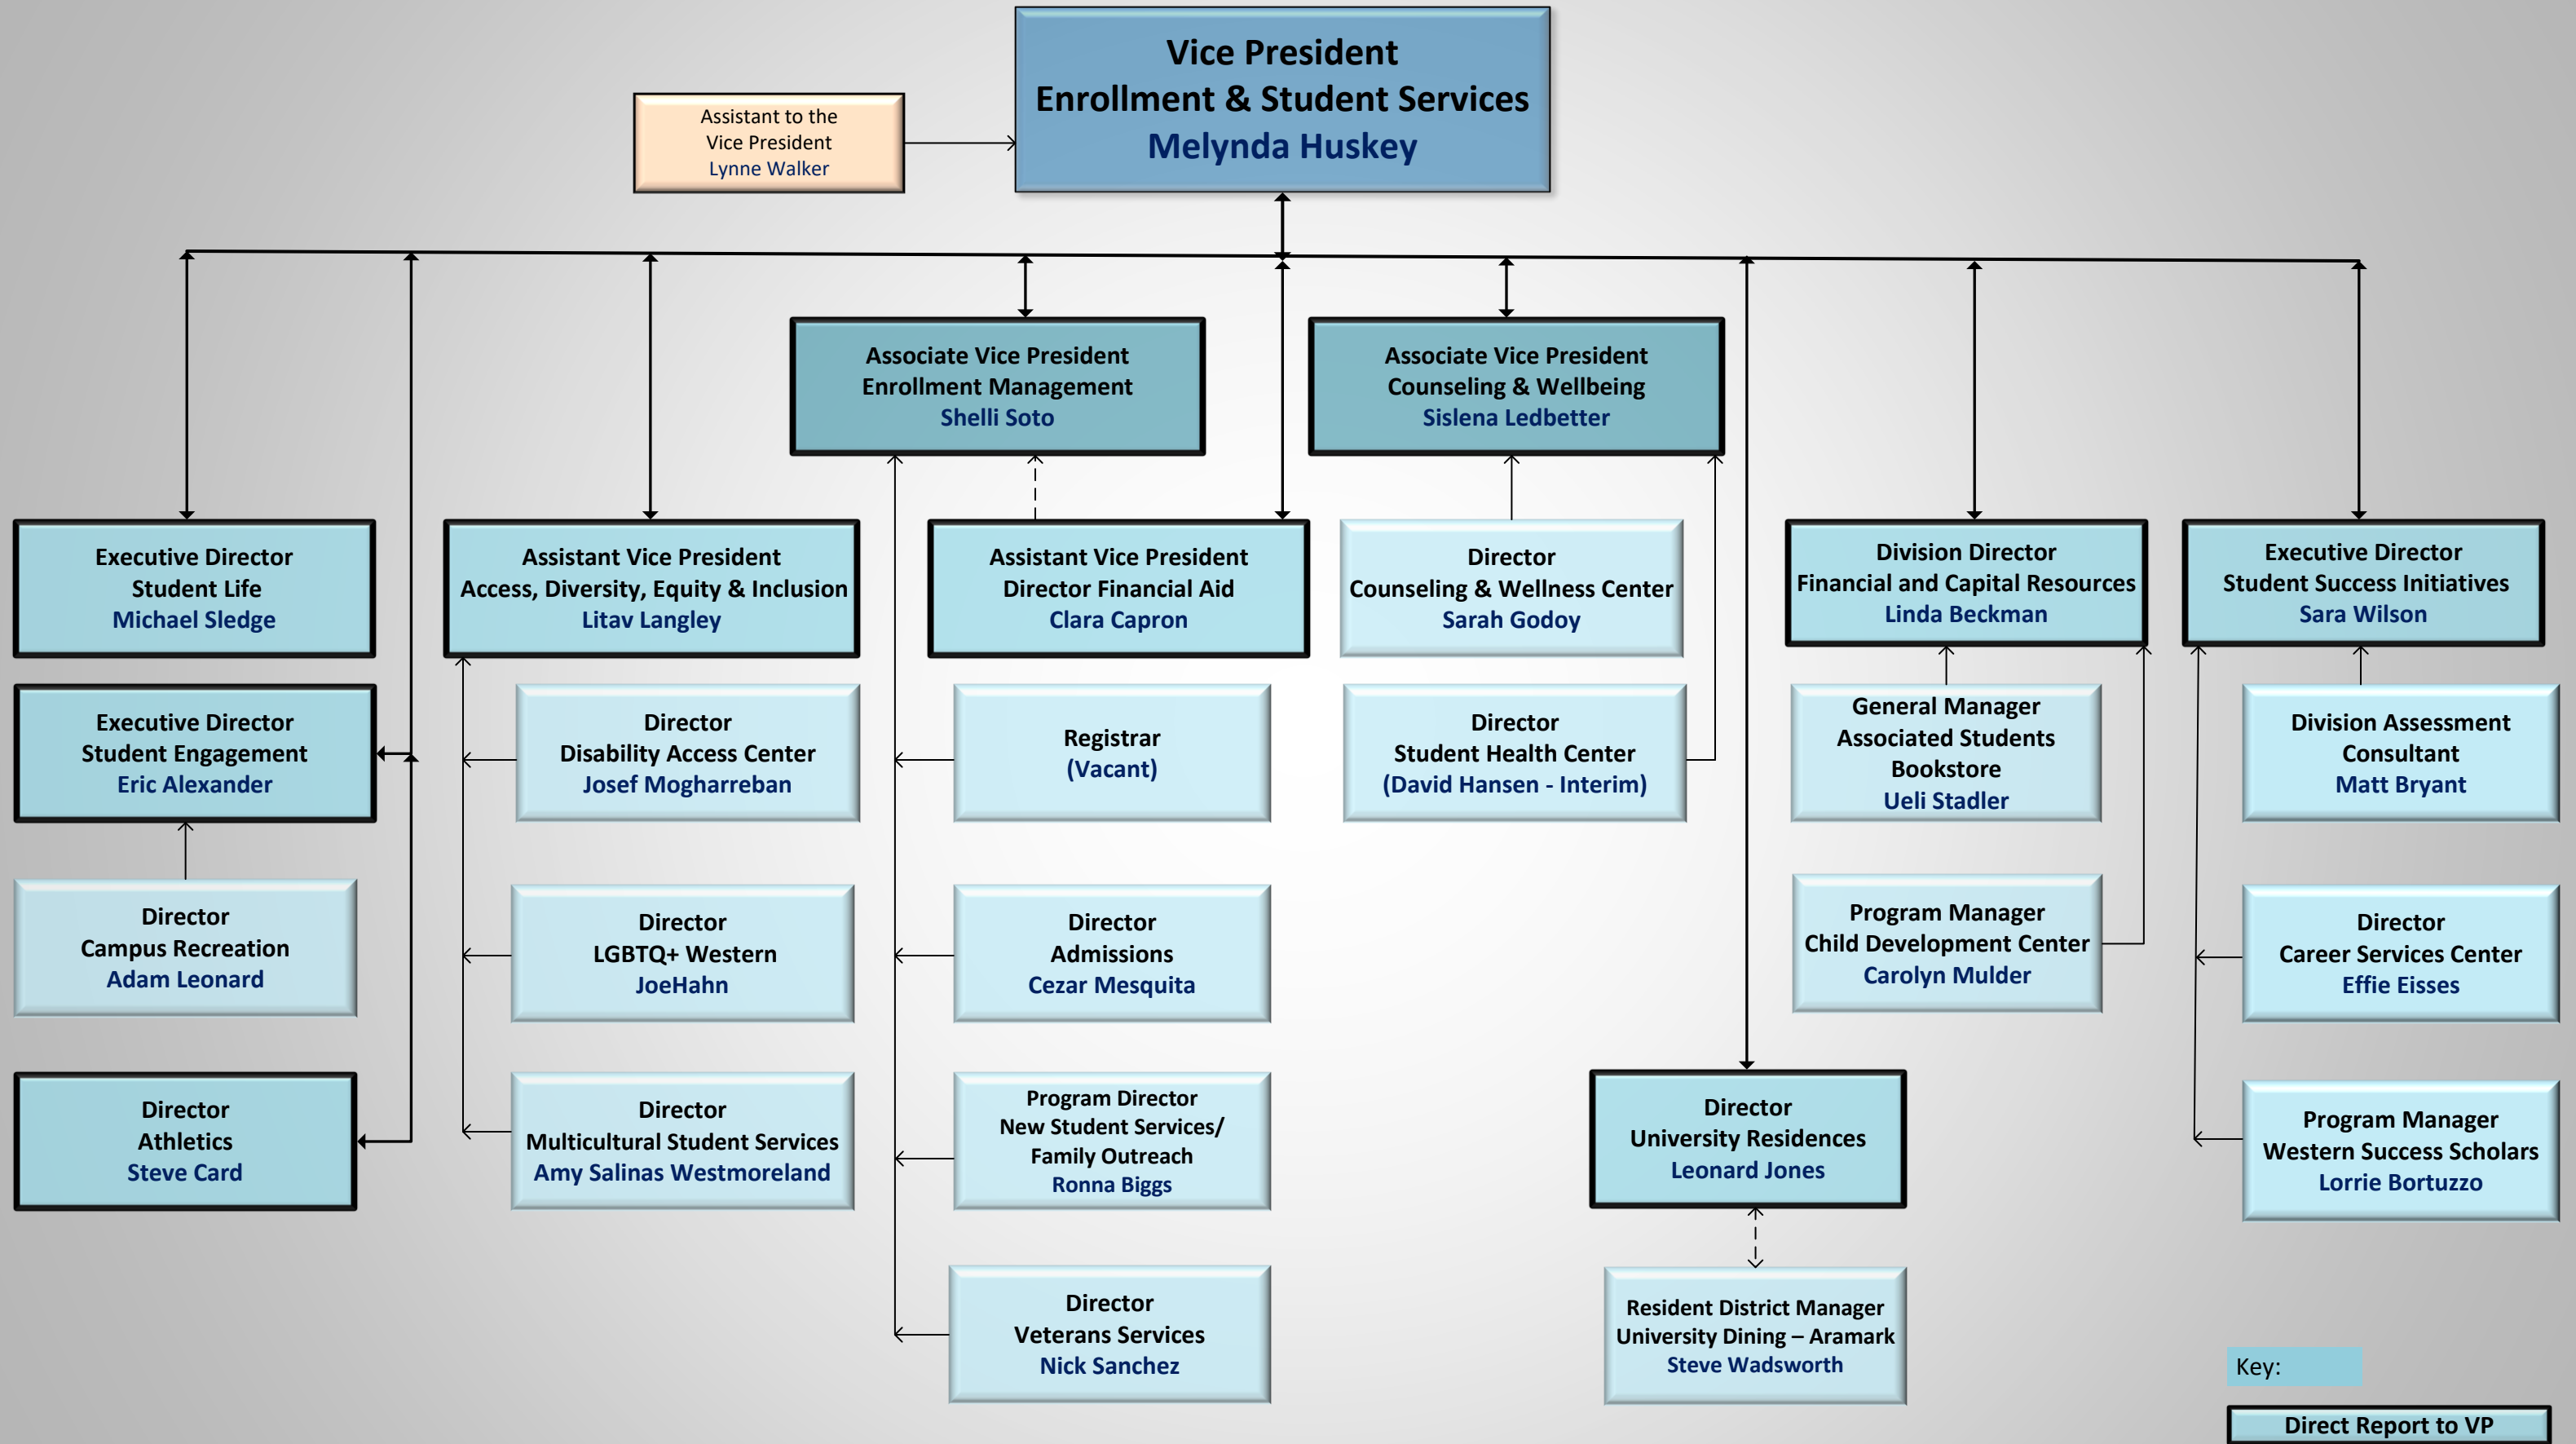 Vice President
Enrollment & Student Services
Melynda Huskey
Assistant to the
Vice President
Lynne Walker
Associate Vice President
Enrollment Management
Shelli Soto
Associate Vice President
Counseling & Wellbeing
Sislena Ledbetter
Executive Director
Student Life
Michael Sledge
Assistant Vice President
Access, Diversity, Equity & Inclusion
Litav Langley
Assistant Vice President
Director Financial Aid
Clara Capron
Director
Counseling & Wellness Center
Sarah Godoy
Division Director
Financial and Capital Resources
Linda Beckman
Executive Director
Student Success Initiatives
Sara Wilson
Executive Director
Student Engagement
Eric Alexander
Director
Disability Access Center
Josef Mogharreban
Registrar
(Vacant)
Director
Student Health Center
(David Hansen - Interim)
General Manager
Associated Students
Bookstore
Ueli Stadler
Division Assessment
Consultant
Matt Bryant
Director
Campus Recreation
Adam Leonard
Director
LGBTQ+ Western
JoeHahn
Director
Admissions
Cezar Mesquita
Program Manager
Child Development Center
Carolyn Mulder
Director
Career Services Center
Effie Eisses
Director
Athletics
Steve Card
Director
Multicultural Student Services
Amy Salinas Westmoreland
Program Director
New Student Services/
Family Outreach
Ronna Biggs
Director
University Residences
Leonard Jones
Program Manager
Western Success Scholars
Lorrie Bortuzzo
Director
Veterans Services
Nick Sanchez
Resident District Manager
University Dining – Aramark
Steve Wadsworth
Key:
Direct Report to VP